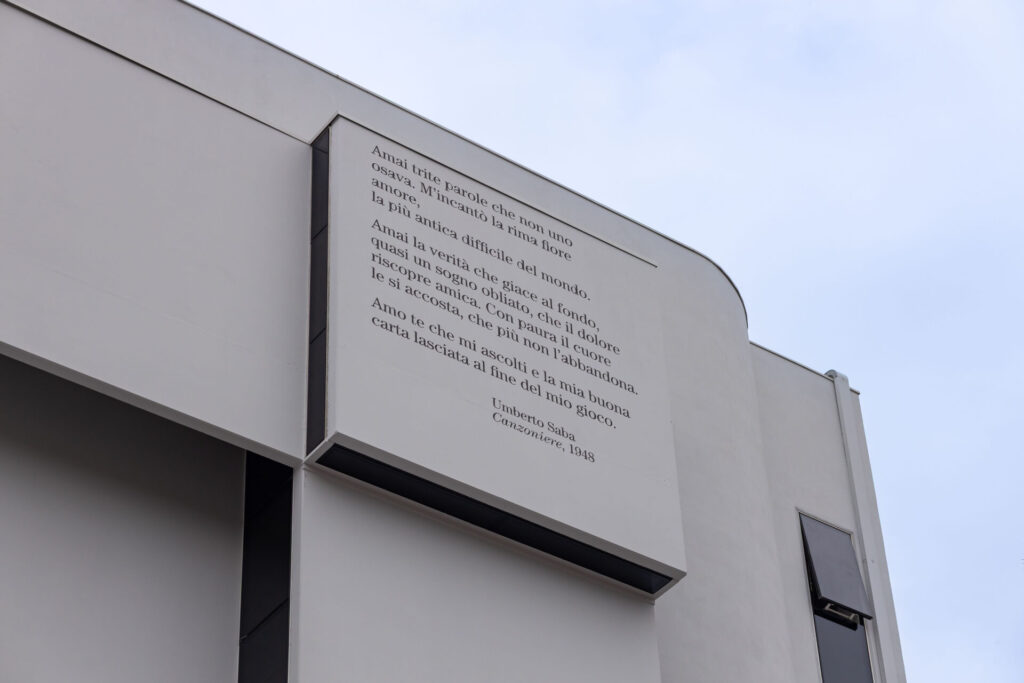 Amai trite parole che non uno
osava. M'incantò la rima fiore
amore,
la più antica difficile del mondo.
Amai la verità che giace al fondo,
quasi un sogno obliato, che il dolore
riscopre amica. Con paura il cuore
le si accosta, che più non l'abbandona.
Amo te che mi ascolti e la mia buona
carta lasciata al fine del mio gioco.
Umberto Saba
Canzoniere, 1948